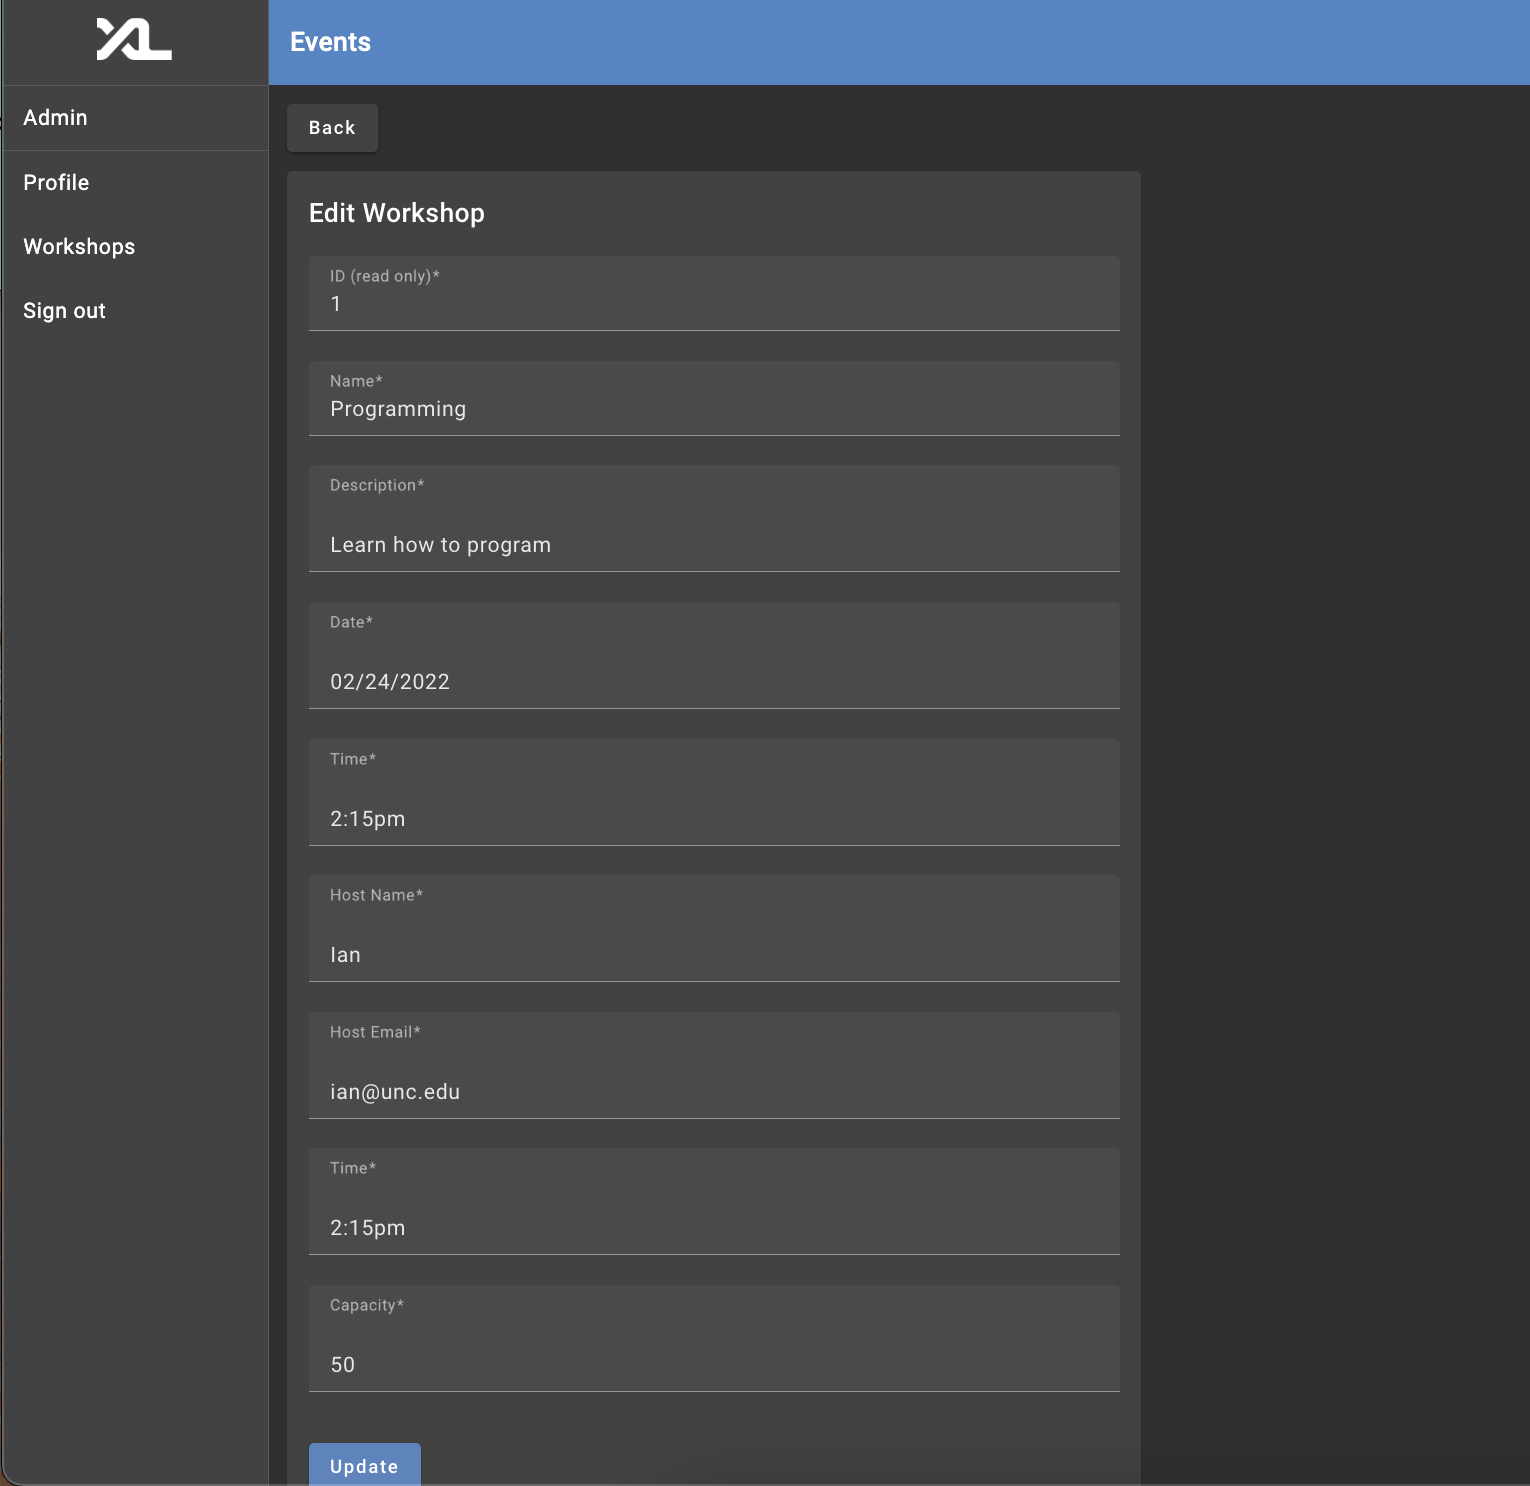 XL
Events
Admin
Profile
Workshops
Sign out
Back
Edit Workshop
ID (read only)*
1
Name*
Programming
Description*
Learn how to program
Date*
02/24/2022
Time*
2:15pm
Host Name*
Ian
Host Email*
ian@unc.edu
Time*
2:15pm
Capacity*
50
Update